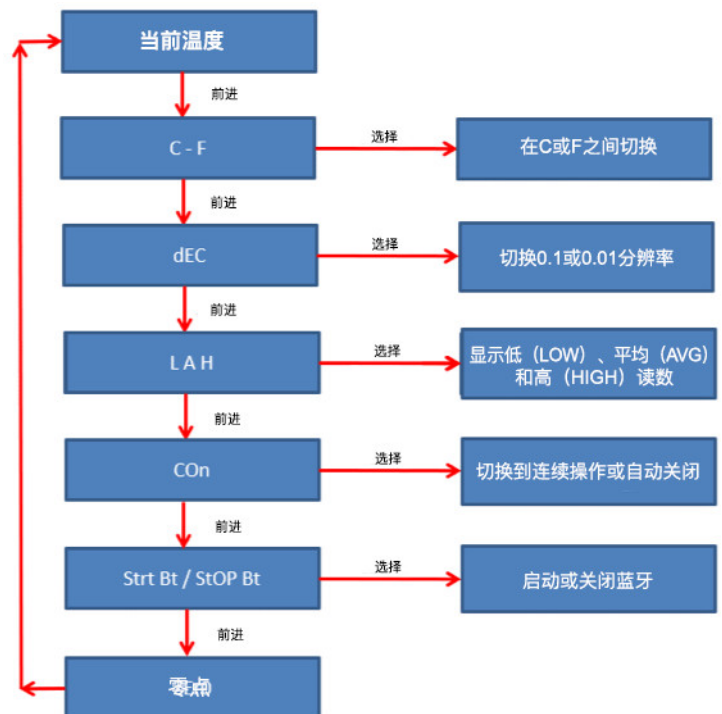 当前温度
前进
C - F
选择
在C或F之间切换
前进
dEC
选择
切换0.1或0.01分辨率
前进
L A H
选择
显示低（LOW）、平均（AVG）
和高（HIGH）读数
前进
COn
选择
切换到连续操作或自动关闭
前进
Strt Bt / StOP Bt
选择
启动或关闭蓝牙
前进
零点